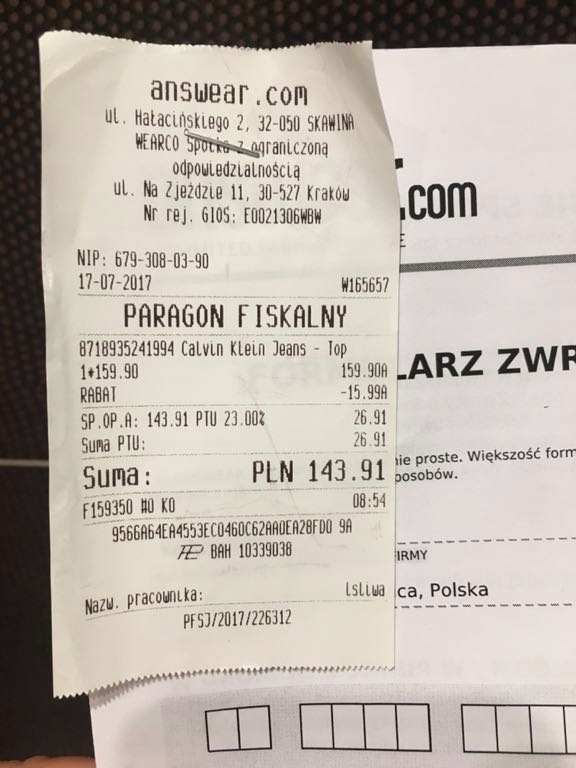 answear.com
ul. Hałacińskiego 2, 32-050 SKAWINA
WEARCO Spółka z ograniczoną
odpowiedzialnością
ul. Na Zjeździe 11, 30-527 Kraków
Nr rej. GIOŚ: E0021306WBW
NIP: 679-308-03-90
17-07-2017 W165657
PARAGON FISKALNY
8718935241994 Calvin Klein Jeans - Top
1*159.90 159.90A
RABAT -15.99A
SP.OP.A: 143.91 PTU 23.00% 26.91
Suma PTU: 26.91
Suma: PLN 143.91
F159350 #0 KO 08:54
9566A64EA4553EC0460C62AA0EA28FD0 9A
BAH 10339038
Nazw. pracownika: lsliwa
PFSJ/2017/226312
.com
E
LARZ ZWR
nie proste. Większość form
posobów.
FIRMY
ca, Polska